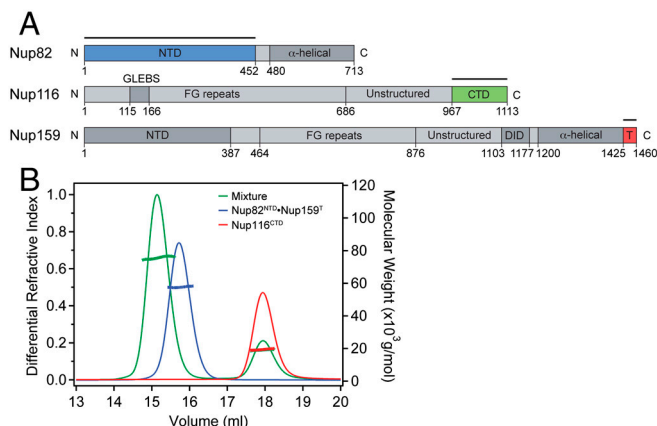 A
Nup82 N NTD α-helical C
1 452 480 713
GLEBS
Nup116 N FG repeats Unstructured CTD C
1 115 166 686 967 1113
Nup159 N NTD FG repeats Unstructured DID α-helical T C
1 387 464 876 1103 1177 1200 1425 1460
B
Mixture
Nup82NTD•Nup159T
Nup116CTD
Differential Refractive Index
1.0
0.8
0.6
0.4
0.2
0.0
120
100
80
60
40
20
0
Molecular Weight (x10³ g/mol)
13 14 15 16 17 18 19 20
Volume (ml)